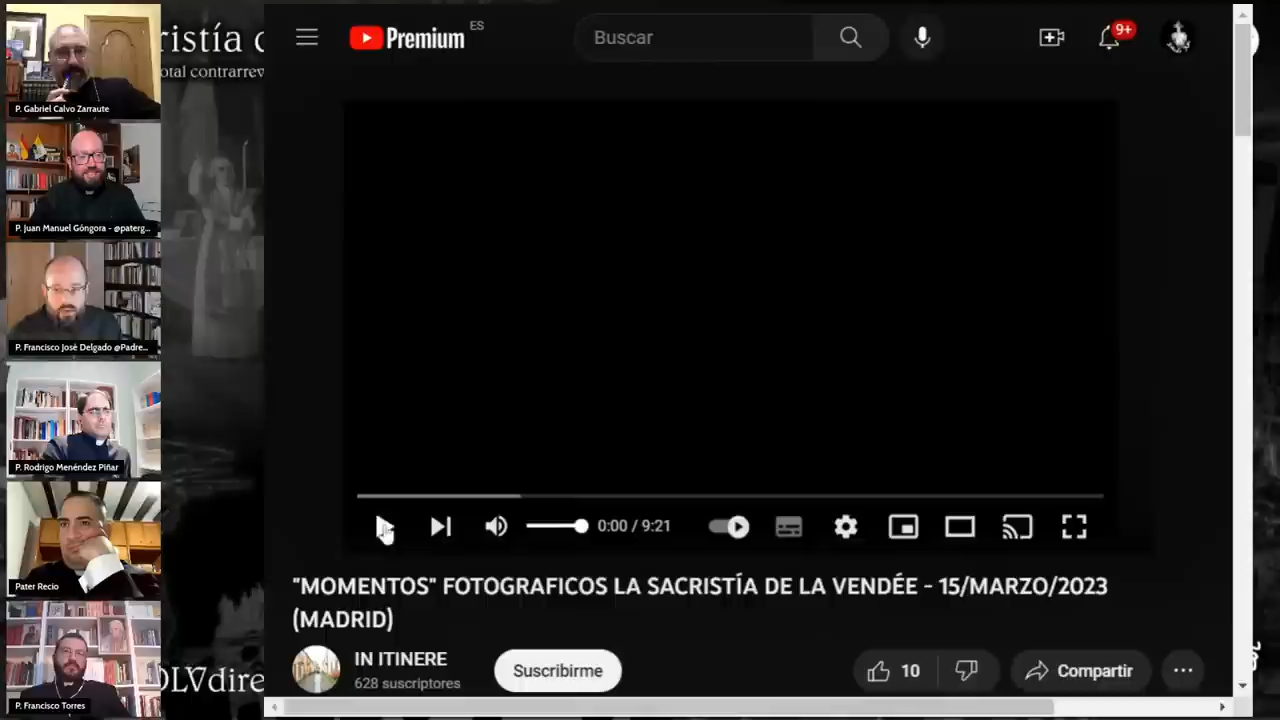 ristía d
otal contrarrev
P. Gabriel Calvo Zarraute
P. Juan Manuel Góngora - @paterg...
P. Francisco José Delgado @Padre...
P. Rodrigo Menéndez Piñar
Pater Recio
P. Francisco Torres
DLVdire
Premium ES
Buscar
9+
0:00 / 9:21
"MOMENTOS" FOTOGRAFICOS LA SACRISTÍA DE LA VENDÉE - 15/MARZO/2023
(MADRID)
IN ITINERE
628 suscriptores
Suscribirme
10
Compartir